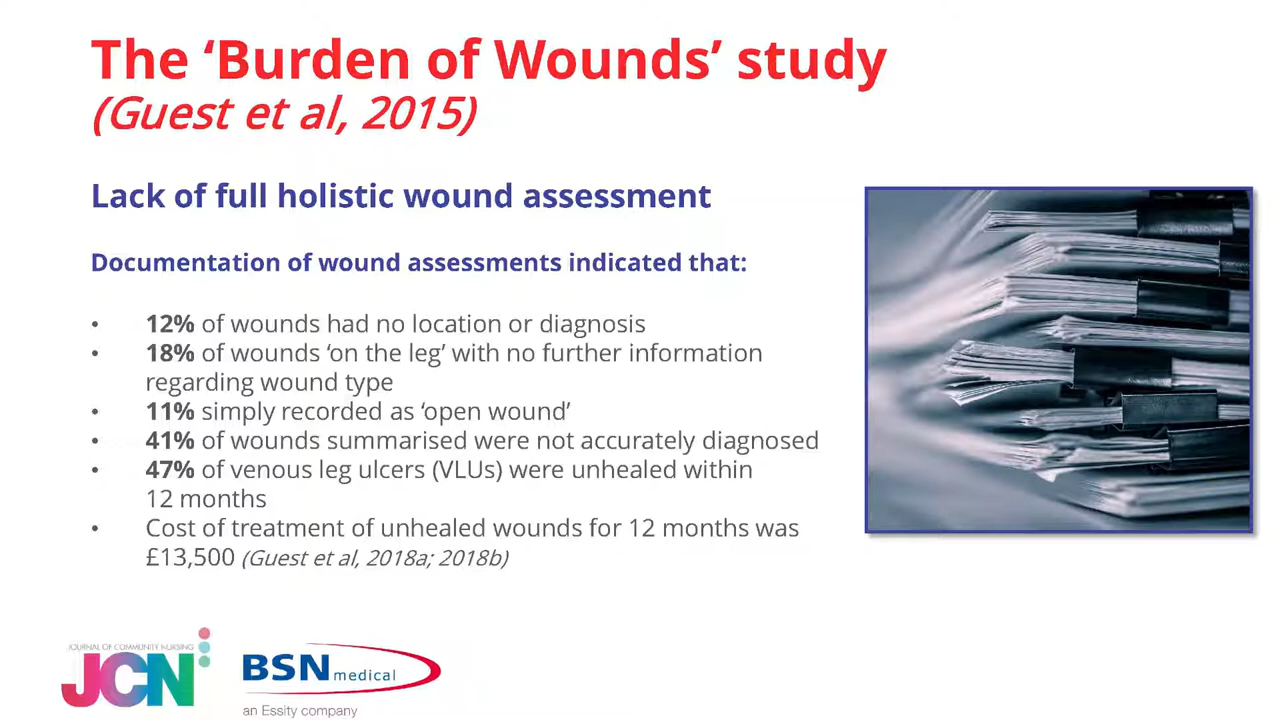 The ‘Burden of Wounds’ study
(Guest et al, 2015)
Lack of full holistic wound assessment
Documentation of wound assessments indicated that:
• 12% of wounds had no location or diagnosis
• 18% of wounds ‘on the leg’ with no further information
regarding wound type
• 11% simply recorded as ‘open wound’
• 41% of wounds summarised were not accurately diagnosed
• 47% of venous leg ulcers (VLUs) were unhealed within
12 months
• Cost of treatment of unhealed wounds for 12 months was
£13,500 (Guest et al, 2018a; 2018b)
JOURNAL OF COMMUNITY NURSING
JCN
BSN medical
an Essity company